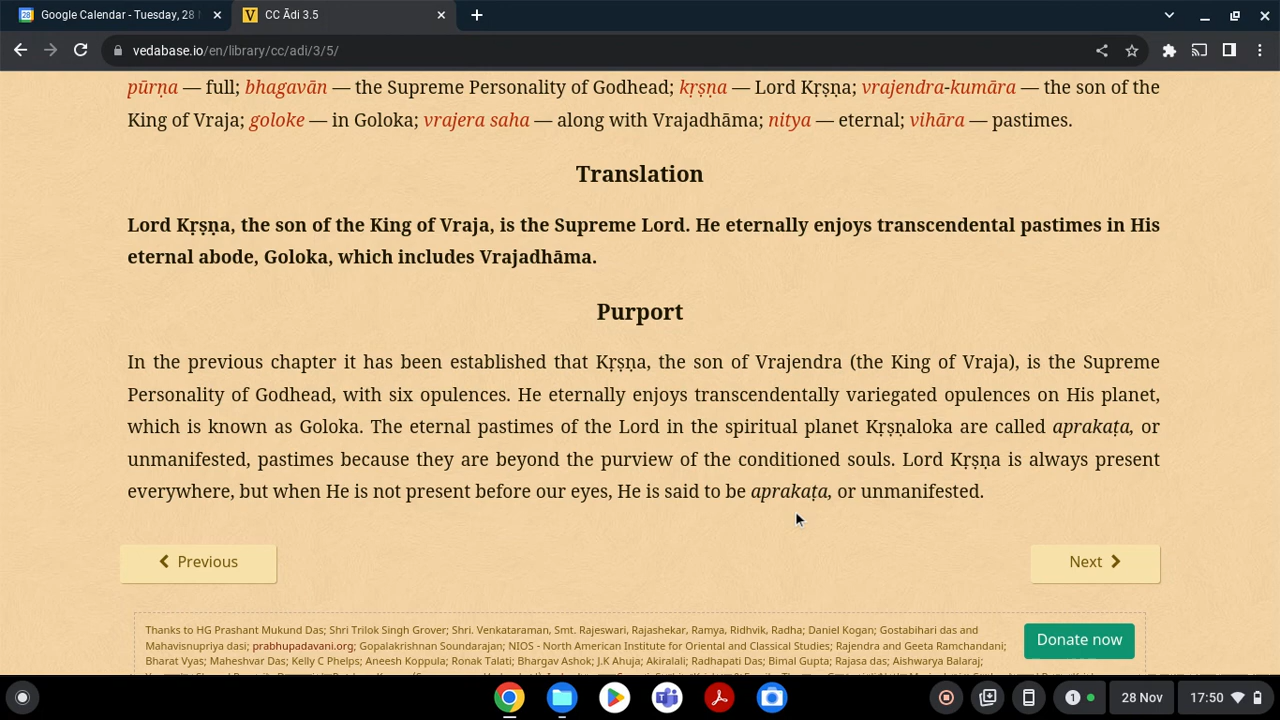 Google Calendar - Tuesday, 28
CC Ādi 3.5
vedabase.io/en/library/cc/adi/3/5/
pūrṇa — full; bhagavān — the Supreme Personality of Godhead; kṛṣṇa — Lord Kṛṣṇa; vrajendra-kumāra — the son of the
King of Vraja; goloke — in Goloka; vrajera saha — along with Vrajadhāma; nitya — eternal; vihāra — pastimes.
Translation
Lord Kṛṣṇa, the son of the King of Vraja, is the Supreme Lord. He eternally enjoys transcendental pastimes in His
eternal abode, Goloka, which includes Vrajadhāma.
Purport
In the previous chapter it has been established that Kṛṣṇa, the son of Vrajendra (the King of Vraja), is the Supreme
Personality of Godhead, with six opulences. He eternally enjoys transcendentally variegated opulences on His planet,
which is known as Goloka. The eternal pastimes of the Lord in the spiritual planet Kṛṣṇaloka are called aprakaṭa, or
unmanifested, pastimes because they are beyond the purview of the conditioned souls. Lord Kṛṣṇa is always present
everywhere, but when He is not present before our eyes, He is said to be aprakaṭa, or unmanifested.
Previous
Next
Thanks to HG Prashant Mukund Das; Shri Trilok Singh Grover; Shri. Venkataraman, Smt. Rajeswari, Rajashekar, Ramya, Ridhvik, Radha; Daniel Kogan; Gostabihari das and
Mahavisnupriya dasi; prabhupadavani.org; Gopalakrishnan Soundarajan; NIOS - North American Institute for Oriental and Classical Studies; Rajendra and Geeta Ramchandani;
Bharat Vyas; Maheshvar Das; Kelly C Phelps; Aneesh Koppula; Ronak Talati; Bhargav Ashok; J.K Ahuja; Akiralali; Radhapati Das; Bimal Gupta; Rajasa das; Aishwarya Balaraj;
Donate now
1
28 Nov
17:50